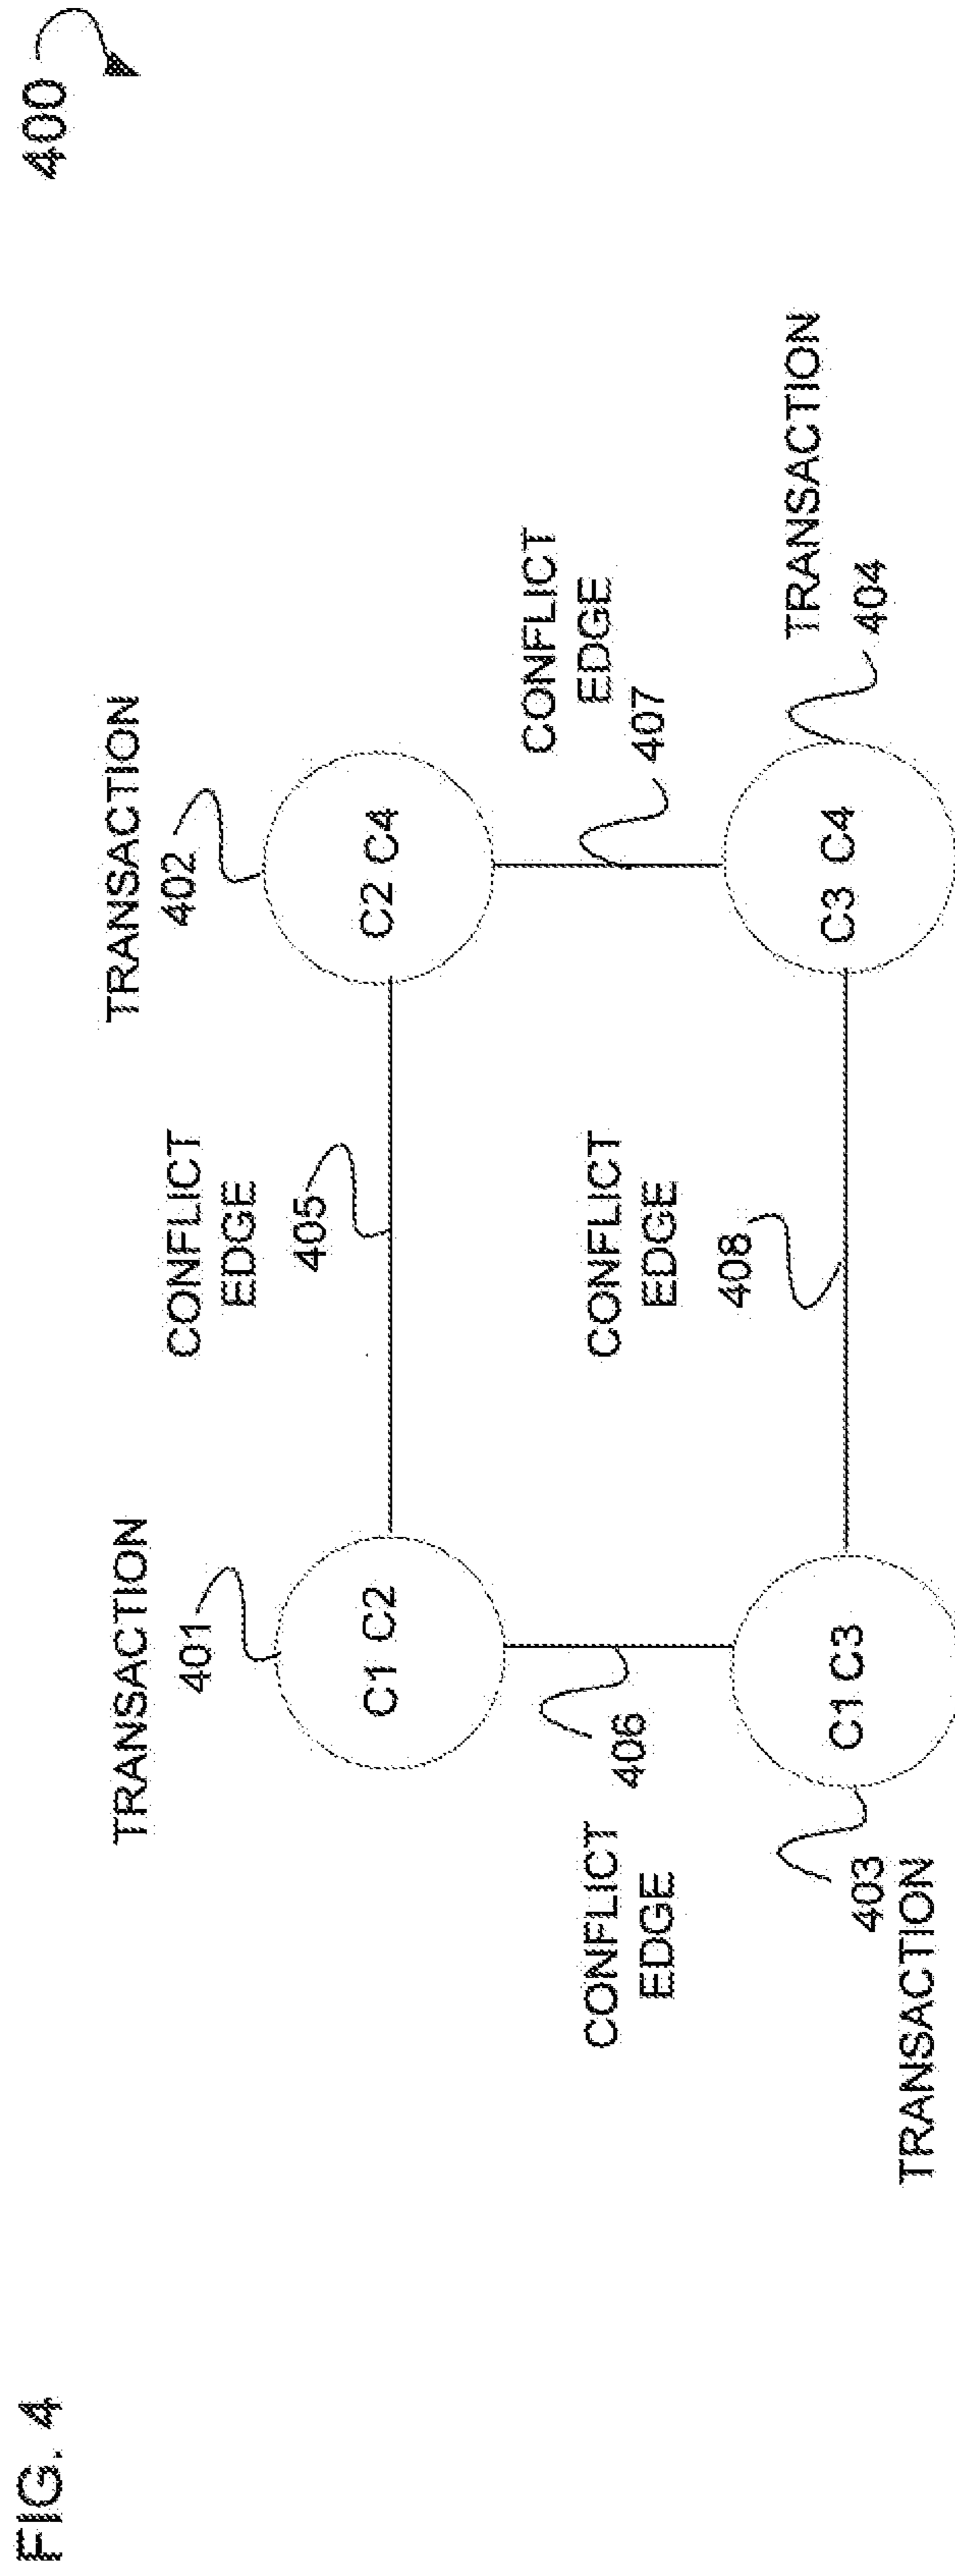 FIG. 4
400
TRANSACTION
401
C1 C2
CONFLICT
EDGE
405
TRANSACTION
402
C2 C4
CONFLICT
EDGE
406
CONFLICT
EDGE
407
CONFLICT
EDGE
408
C1 C3
403
TRANSACTION
C3 C4
TRANSACTION
404